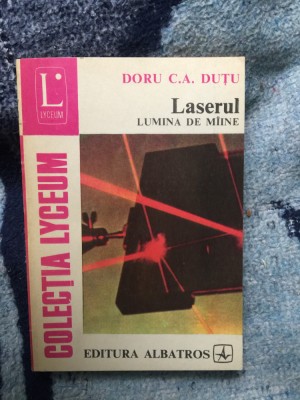 L
LYCEUM
DORU C.A. DUȚU
Laserul
LUMINA DE MÎINE
COLECȚIA LYCEUM
EDITURA ALBATROS